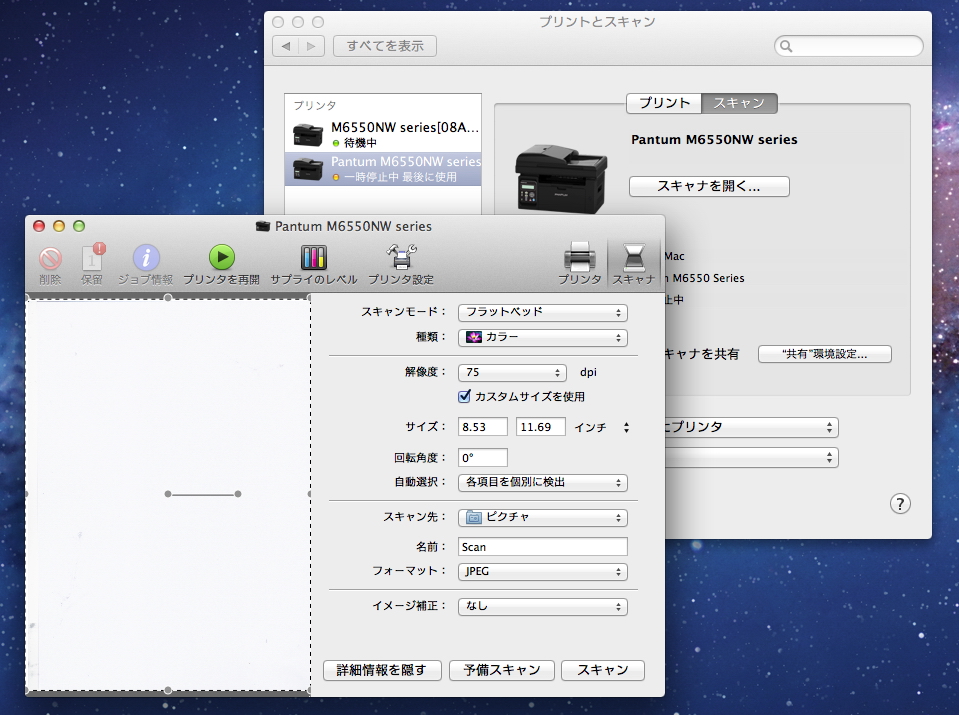 プリントとスキャン
すべてを表示
プリンタ
M6550NW series[08A...
待機中
Pantum M6550NW series
一時停止中 最後に使用
プリント
スキャン
Pantum M6550NW series
スキャナを開く...
Mac
M6550 Series
止中
キャナを共有
“共有”環境設定...
プリンタ
?
Pantum M6550NW series
削除
保留
ジョブ情報
プリンタを再開
サプライのレベル
プリンタ設定
プリンタ
スキャナ
スキャンモード：
フラットベッド
種類：
カラー
解像度：
75
dpi
カスタムサイズを使用
サイズ：
8.53
11.69
インチ
回転角度：
0°
自動選択：
各項目を個別に検出
スキャン先：
ピクチャ
名前：
Scan
フォーマット：
JPEG
イメージ補正：
なし
詳細情報を隠す
予備スキャン
スキャン